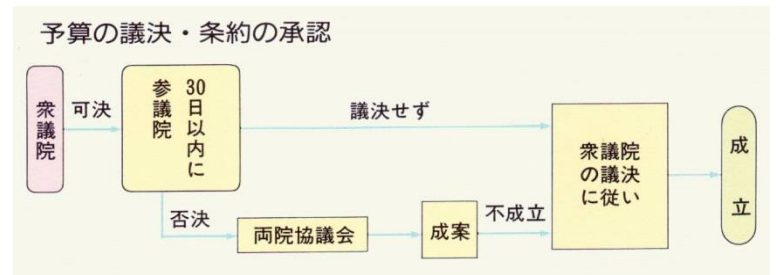 予算の議決・条約の承認
衆議院
可決
参議院
30日以内に
議決せず
否決
両院協議会
成案
不成立
衆議院
の議決
に従い
成立